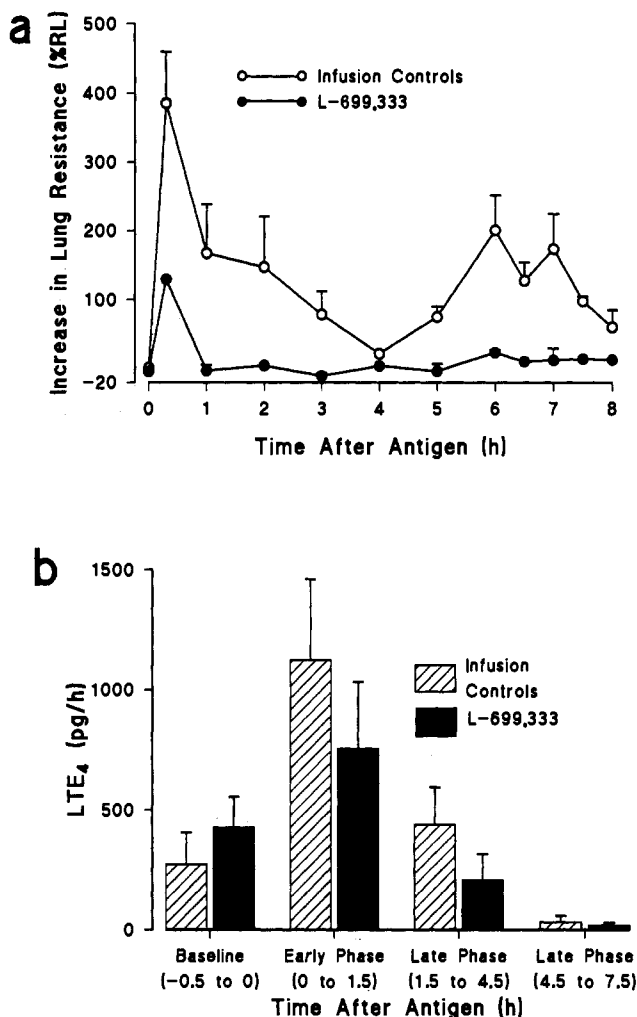 a
Increase in Lung Resistance (%RL)
500
400
300
200
100
-20
Infusion Controls
L-699,333
0 1 2 3 4 5 6 7 8
Time After Antigen (h)
b
LTE4 (pg/h)
1500
1000
500
0
Infusion
Controls
L-699,333
Baseline Early Phase Late Phase Late Phase
(-0.5 to 0) (0 to 1.5) (1.5 to 4.5) (4.5 to 7.5)
Time After Antigen (h)